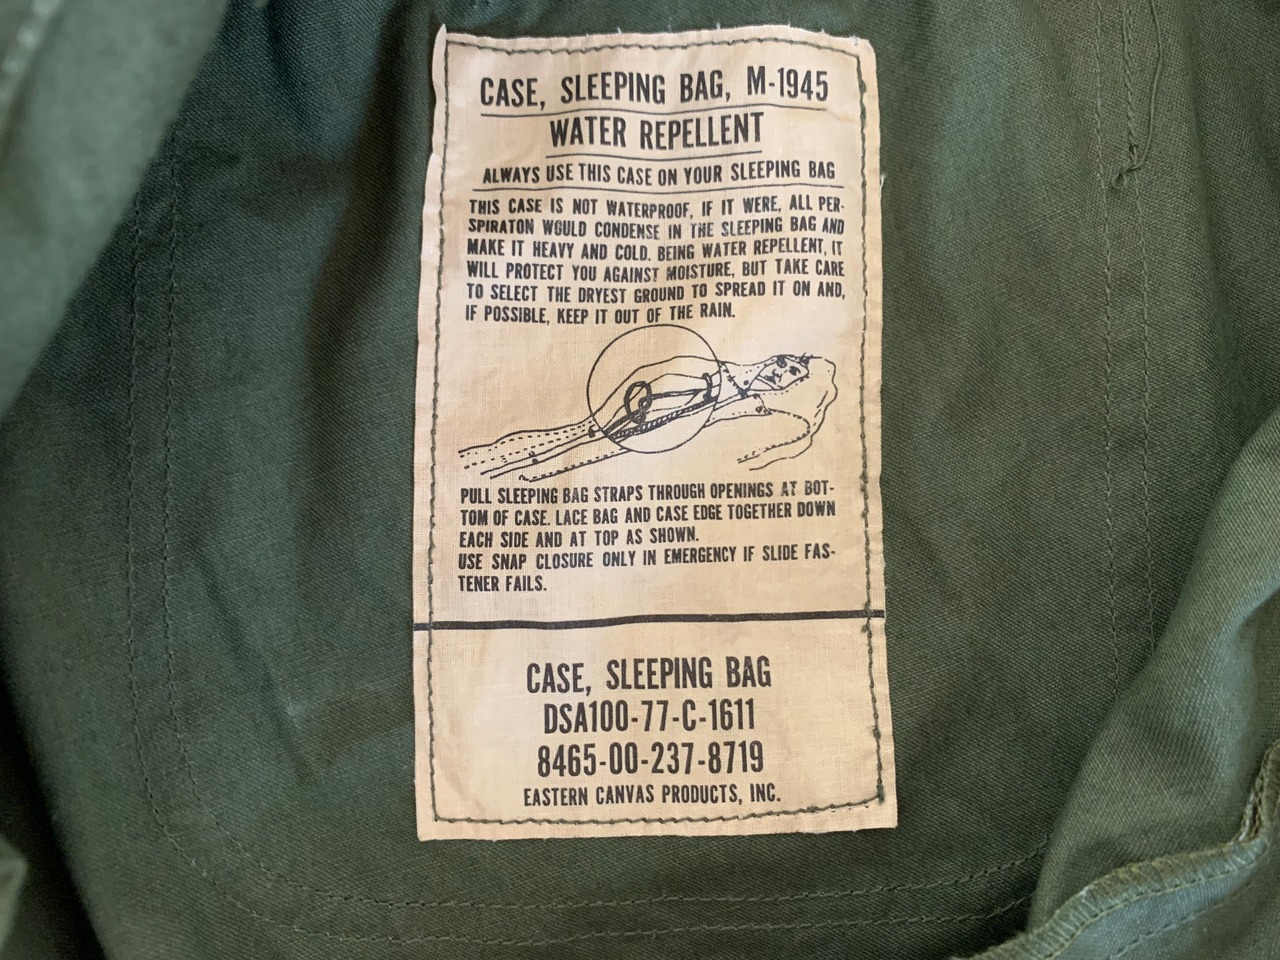 CASE, SLEEPING BAG, M-1945
WATER REPELLENT
ALWAYS USE THIS CASE ON YOUR SLEEPING BAG
THIS CASE IS NOT WATERPROOF, IF IT WERE, ALL PER-
SPIRATON WOULD CONDENSE IN THE SLEEPING BAG AND
MAKE IT HEAVY AND COLD. BEING WATER REPELLENT, IT
WILL PROTECT YOU AGAINST MOISTURE, BUT TAKE CARE
TO SELECT THE DRYEST GROUND TO SPREAD IT ON AND,
IF POSSIBLE, KEEP IT OUT OF THE RAIN.
PULL SLEEPING BAG STRAPS THROUGH OPENINGS AT BOT-
TOM OF CASE. LACE BAG AND CASE EDGE TOGETHER DOWN
EACH SIDE AND AT TOP AS SHOWN.
USE SNAP CLOSURE ONLY IN EMERGENCY IF SLIDE FAS-
TENER FAILS.
CASE, SLEEPING BAG
DSA100-77-C-1611
8465-00-237-8719
EASTERN CANVAS PRODUCTS, INC.